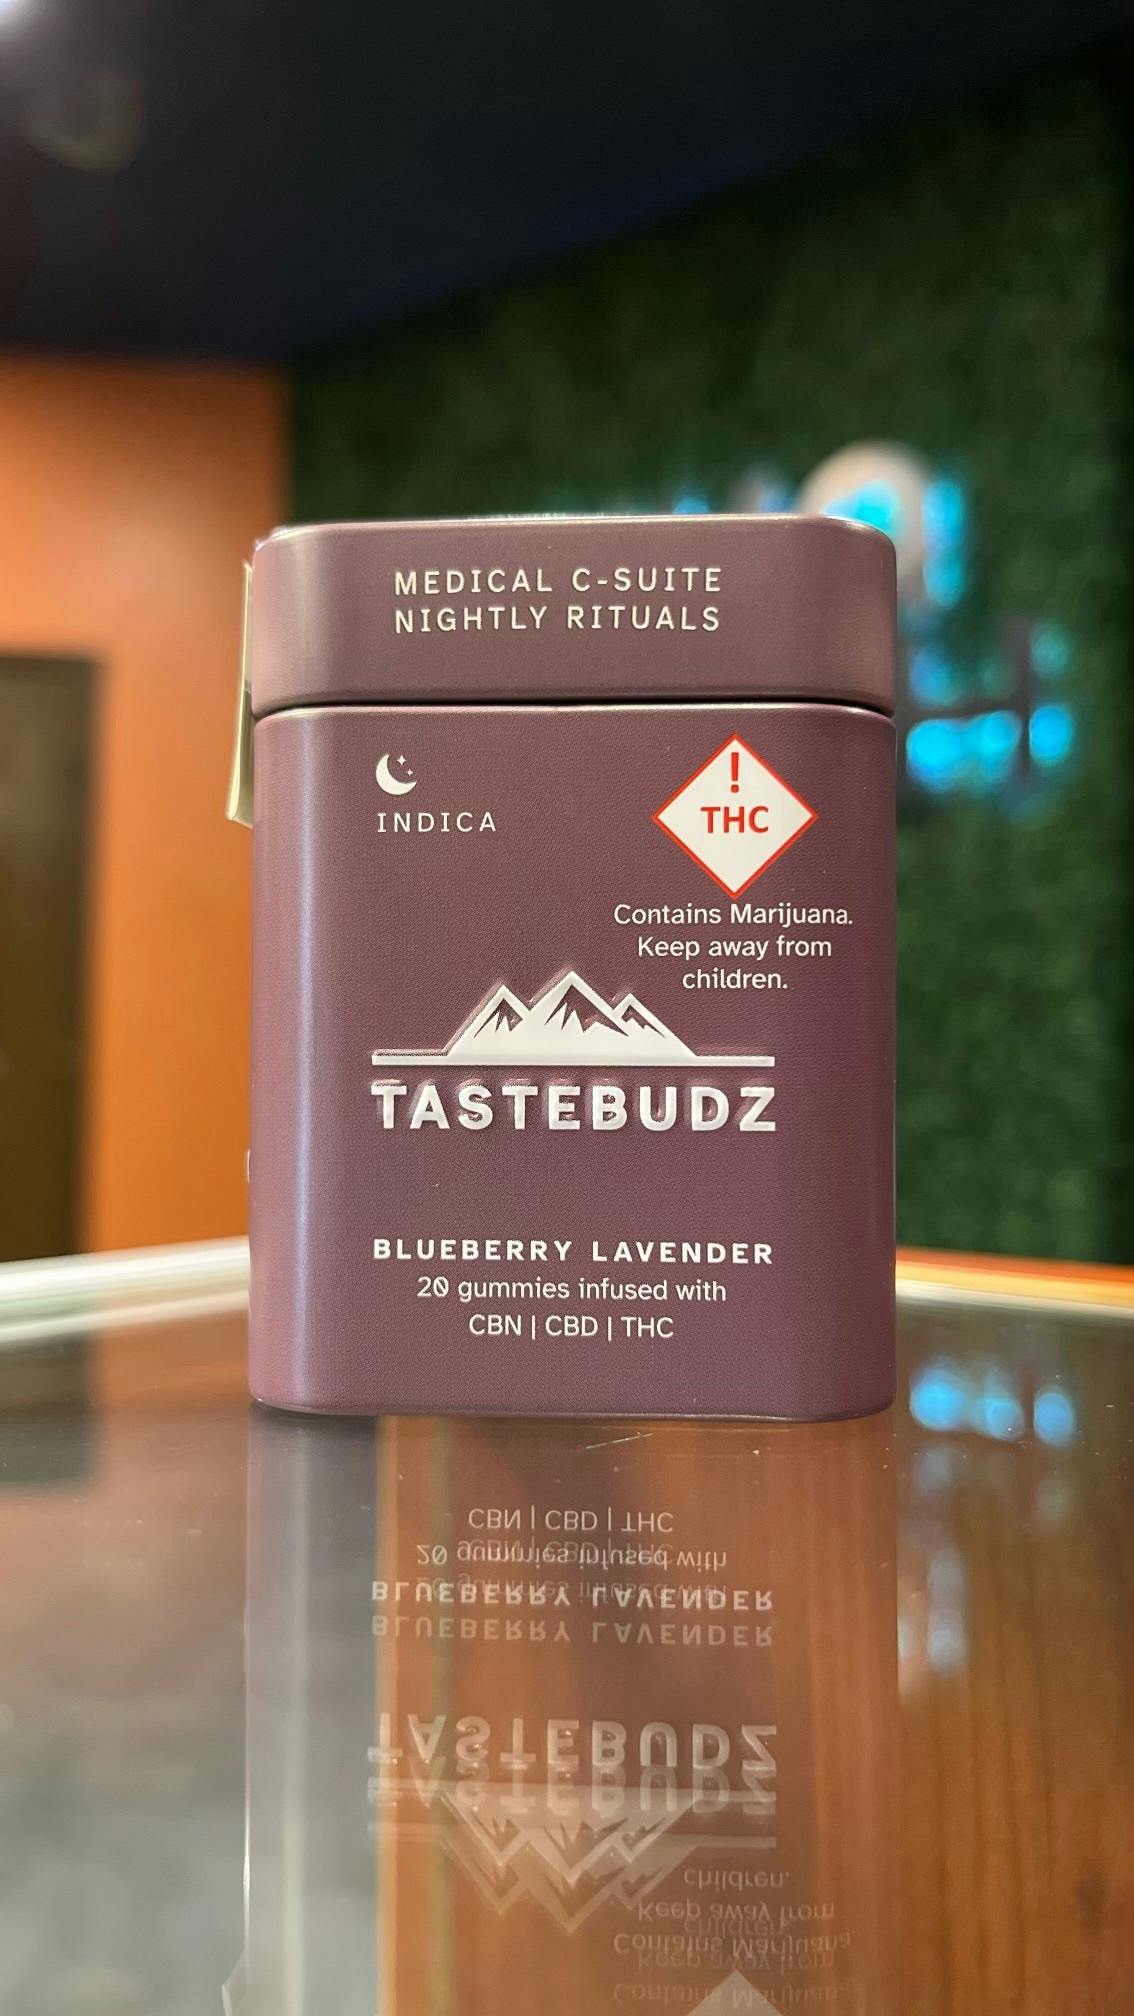 MEDICAL C-SUITE
NIGHTLY RITUALS
INDICA
!
THC
Contains Marijuana.
Keep away from
children.
TASTEBUDZ
BLUEBERRY LAVENDER
20 gummies infused with
CBN | CBD | THC